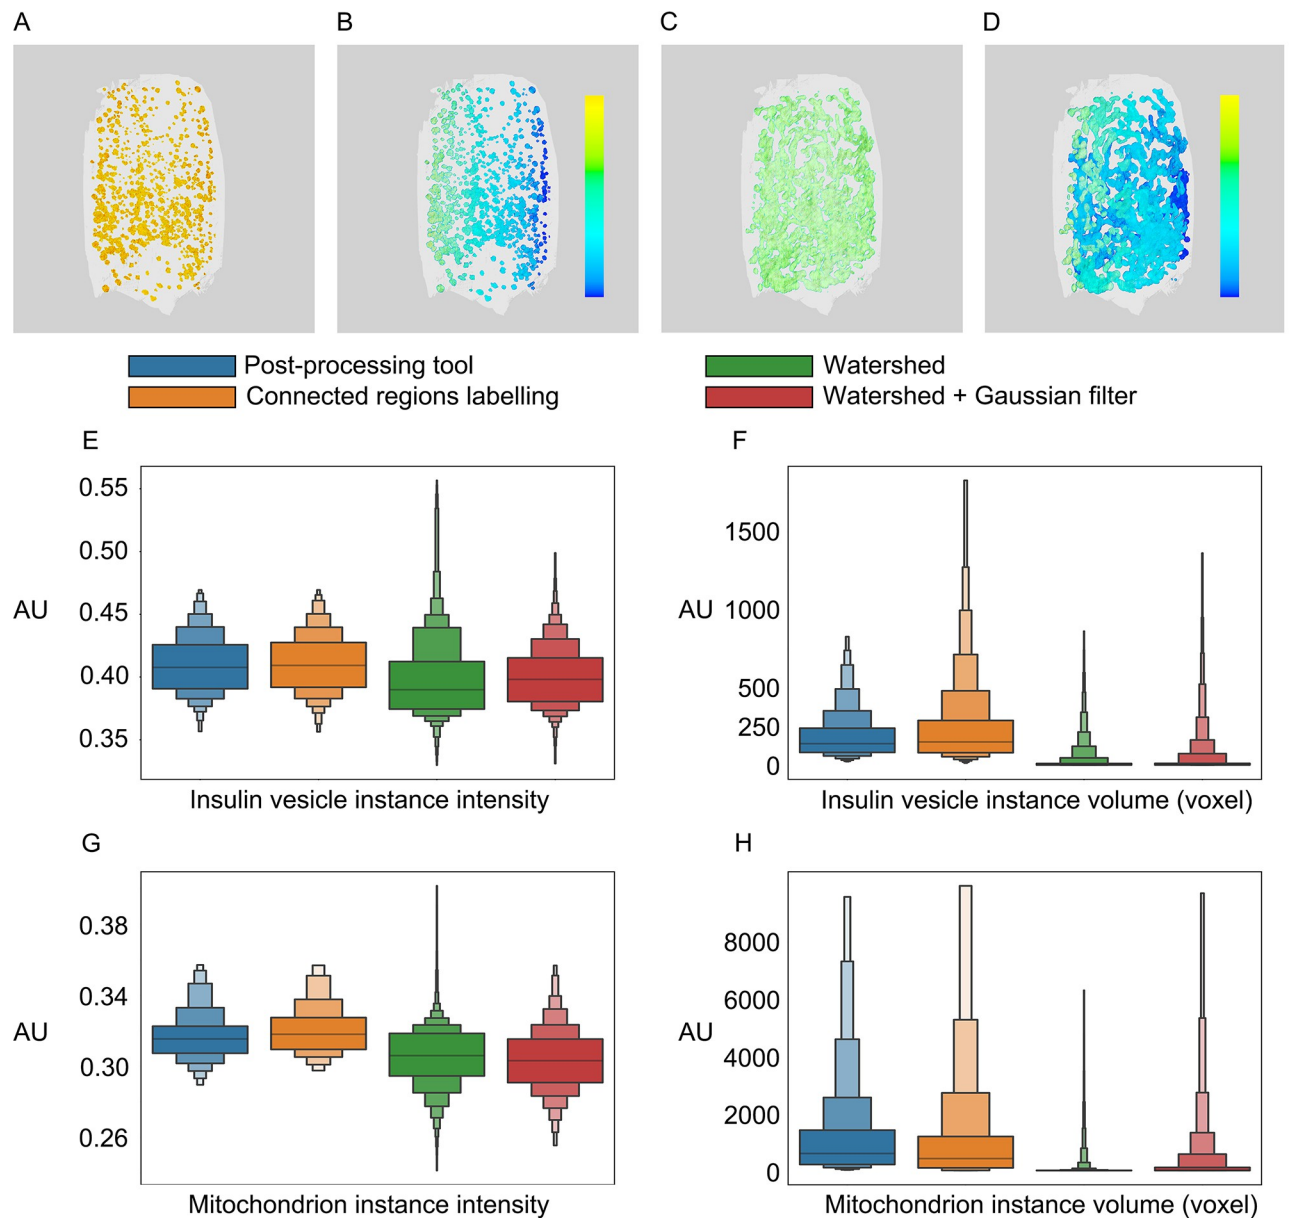 A B C D
Post-processing tool
Connected regions labelling
Watershed
Watershed + Gaussian filter
E
0.55
0.50
0.45
0.40
0.35
AU
Insulin vesicle instance intensity
F
1500
1000
500
250
0
AU
Insulin vesicle instance volume (voxel)
G
0.38
0.34
0.30
0.26
AU
Mitochondrion instance intensity
H
8000
6000
4000
2000
0
AU
Mitochondrion instance volume (voxel)